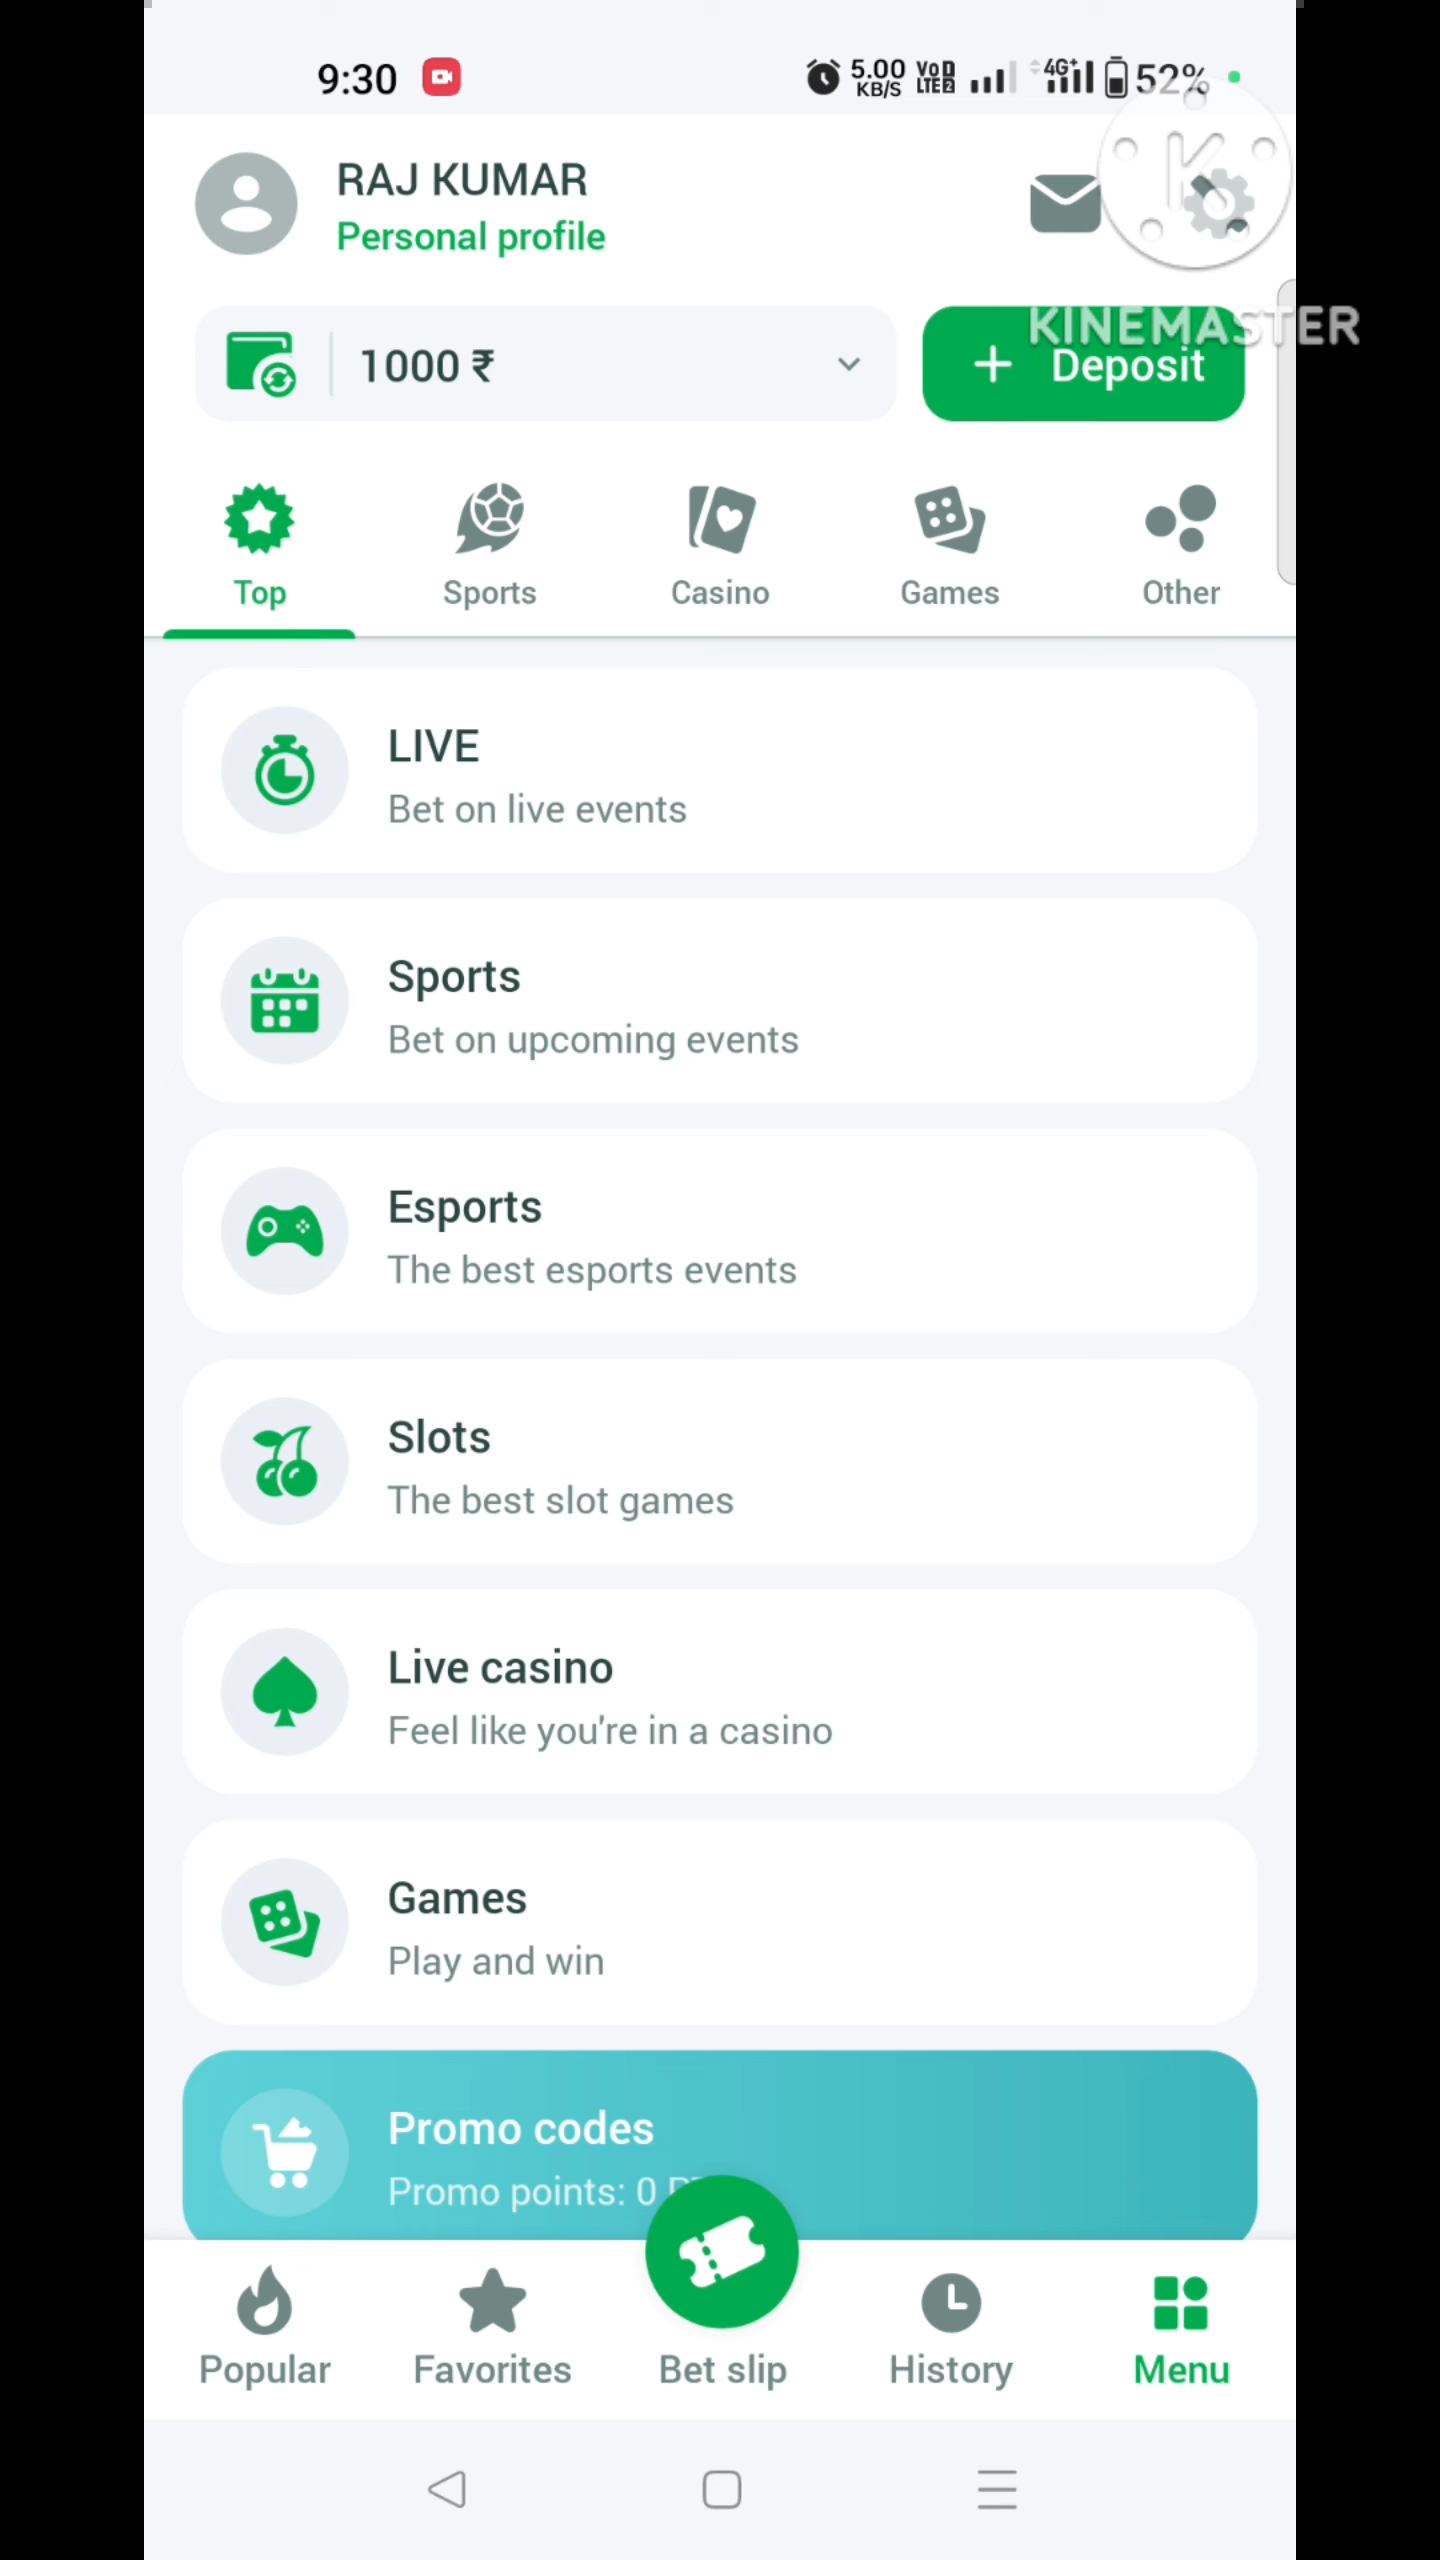 9:30
5.00 KB/S
VoD LTE2
4G+
52%
RAJ KUMAR
Personal profile
KINEMASTER
1000 ₹
+ Deposit
Top
Sports
Casino
Games
Other
LIVE
Bet on live events
Sports
Bet on upcoming events
Esports
The best esports events
Slots
The best slot games
Live casino
Feel like you're in a casino
Games
Play and win
Promo codes
Promo points: 0
Popular
Favorites
Bet slip
History
Menu